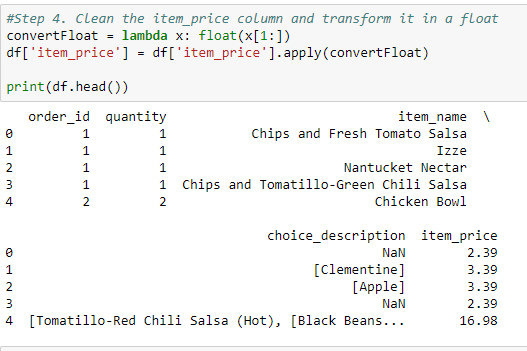 #Step 4. Clean the item_price column and transform it in a float
convertFloat = lambda x: float(x[1:])
df['item_price'] = df['item_price'].apply(convertFloat)
print(df.head())
order_id quantity item_name \
0 1 1 Chips and Fresh Tomato Salsa
1 1 1 Izze
2 1 1 Nantucket Nectar
3 1 1 Chips and Tomatillo-Green Chili Salsa
4 2 2 Chicken Bowl
choice_description item_price
0 NaN 2.39
1 [Clementine] 3.39
2 [Apple] 3.39
3 NaN 2.39
4 [Tomatillo-Red Chili Salsa (Hot), [Black Beans... 16.98